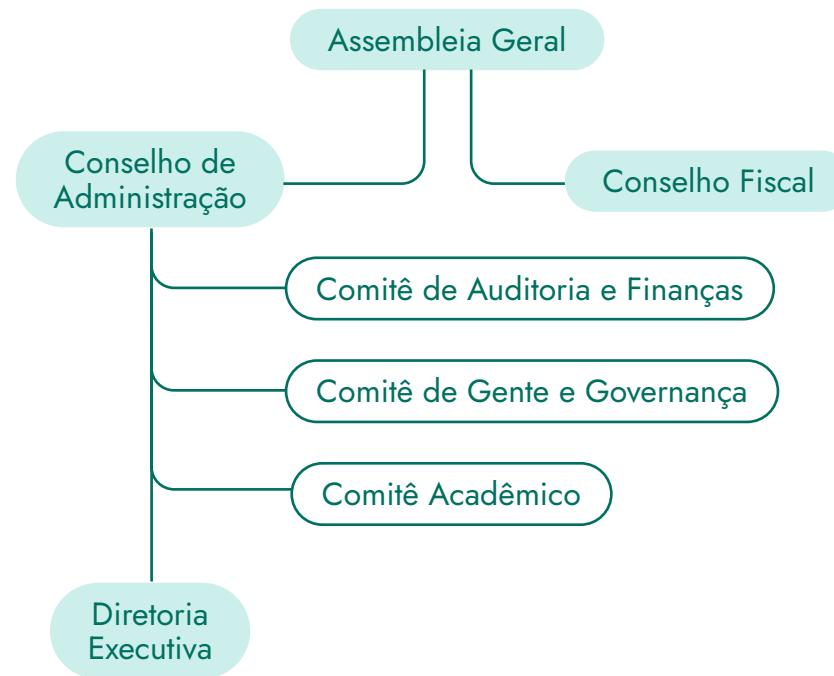 Assembleia Geral
Conselho de
Administração
Conselho Fiscal
Comitê de Auditoria e Finanças
Comitê de Gente e Governança
Comitê Acadêmico
Diretoria
Executiva